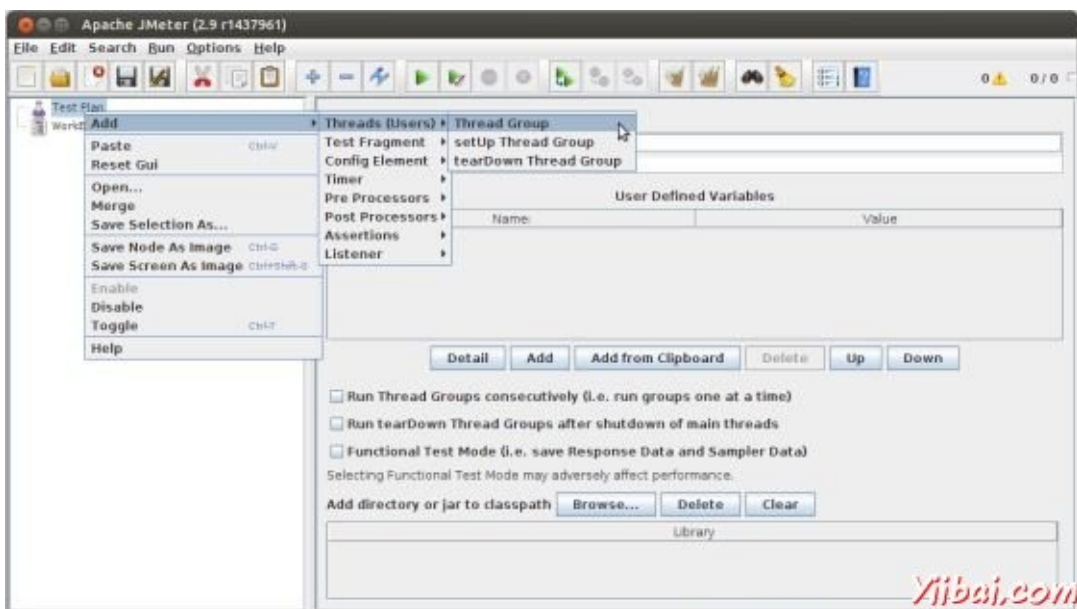 Apache JMeter (2.9 r1437961)
File Edit Search Run Options Help
0 0 / 0
Test Plan
Add Threads (Users) Thread Group
Paste Ctrl-V Test Fragment setUp Thread Group
Reset Gui Config Element tearDown Thread Group
Open... Timer
Merge Pre Processors User Defined Variables
Save Selection As... Post Processors Name: Value
Save Node As Image Ctrl-G Assertions
Save Screen As Image Ctrl+Shift-G Listener
Enable
Disable
Toggle Ctrl-T
Help
Detail Add Add from Clipboard Delete Up Down
Run Thread Groups consecutively (i.e. run groups one at a time)
Run tearDown Thread Groups after shutdown of main threads
Functional Test Mode (i.e. save Response Data and Sampler Data)
Selecting Functional Test Mode may adversely affect performance.
Add directory or jar to classpath Browse... Delete Clear
Library
Yiibai.com